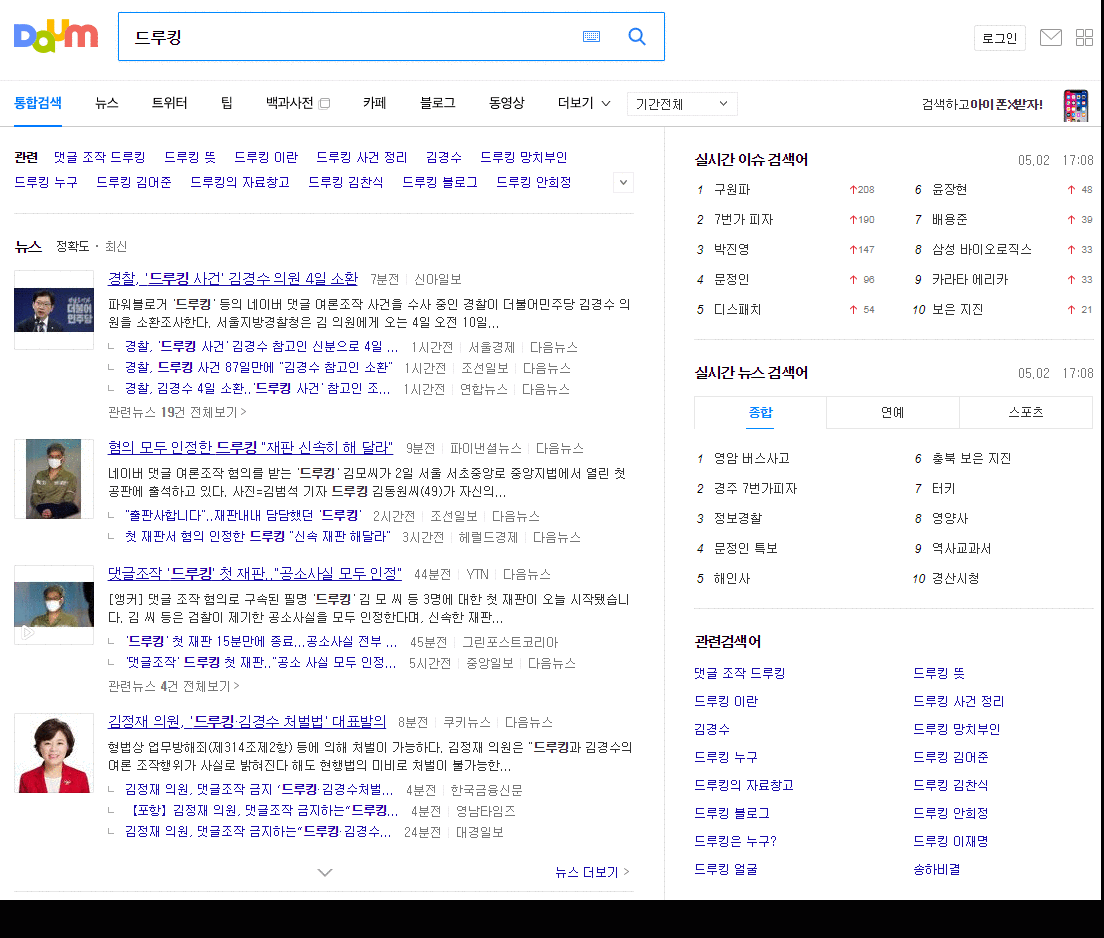 Daum
드루킹
로그인
통합검색 뉴스 트위터 팁 백과사전 카페 블로그 동영상 더보기 기간전체 검색하고아이폰X받자!
관련 댓글 조작 드루킹 드루킹 뜻 드루킹 이란 드루킹 사건 정리 김경수 드루킹 망치부인
드루킹 누구 드루킹 김어준 드루킹의 자료창고 드루킹 김찬식 드루킹 블로그 드루킹 안희정
뉴스 정확도 · 최신
경찰, '드루킹 사건' 김경수 의원 4일 소환 7분전 신아일보
파워블로거 '드루킹' 등의 네이버 댓글 여론조작 사건을 수사 중인 경찰이 더불어민주당 김경수 의
원을 소환조사한다. 서울지방경찰청은 김 의원에게 오는 4일 오전 10일...
경찰, '드루킹 사건' 김경수 참고인 신분으로 4일 ... 1시간전 서울경제 다음뉴스
경찰, 드루킹 사건 87일만에 "김경수 참고인 소환" 1시간전 조선일보 다음뉴스
경찰, 김경수 4일 소환..'드루킹 사건' 참고인 조... 1시간전 연합뉴스 다음뉴스
관련뉴스 19건 전체보기 >
혐의 모두 인정한 드루킹 "재판 신속히 해 달라" 9분전 파이낸셜뉴스 다음뉴스
네이버 댓글 여론조작 혐의를 받는 '드루킹' 김모씨가 2일 서울 서초중앙로 중앙지법에서 열린 첫
공판에 출석하고 있다. 사진=김범석 기자 드루킹 김동원씨(49)가 자신의...
"출판사합니다"..재판내내 담담했던 '드루킹' 2시간전 조선일보 다음뉴스
첫 재판서 혐의 인정한 드루킹 "신속 재판 해달라" 3시간전 헤럴드경제 다음뉴스
댓글조작 '드루킹' 첫 재판.."공소사실 모두 인정" 44분전 YTN 다음뉴스
[앵커] 댓글 조작 혐의로 구속된 필명 '드루킹' 김 모 씨 등 3명에 대한 첫 재판이 오늘 시작됐습니
다. 김 씨 등은 검찰이 제기한 공소사실을 모두 인정한다며, 신속한 재판...
'드루킹' 첫 재판 15분만에 종료...공소사실 전부 ... 45분전 그린포스트코리아
'댓글조작' 드루킹 첫 재판.."공소 사실 모두 인정... 5시간전 중앙일보 다음뉴스
관련뉴스 4건 전체보기 >
김정재 의원, '드루킹·김경수 처벌법' 대표발의 8분전 쿠키뉴스 다음뉴스
형법상 업무방해죄(제314조제2항) 등에 의해 처벌이 가능하다. 김정재 의원은 "드루킹과 김경수의
여론 조작행위가 사실로 밝혀진다 해도 현행법의 미비로 처벌이 불가능한...
김정재 의원, 댓글조작 금지 '드루킹·김경수처벌... 4분전 한국금융신문
【포항】김정재 의원, 댓글조작 금지하는“드루킹... 4분전 영남타임즈
김정재 의원, 댓글조작 금지하는“드루킹·김경수... 24분전 대경일보
뉴스 더보기 >
실시간 이슈 검색어 05.02 17:08
1 구원파 ↑208 6 윤장현 ↑ 48
2 7번가 피자 ↑190 7 배용준 ↑ 39
3 박진영 ↑147 8 삼성 바이오로직스 ↑ 33
4 문정인 ↑ 96 9 카라타 에리카 ↑ 33
5 디스패치 ↑ 54 10 보은 지진 ↑ 21
실시간 뉴스 검색어 05.02 17:08
종합 연예 스포츠
1 영암 버스사고 6 충북 보은 지진
2 경주 7번가피자 7 터키
3 정보경찰 8 영양사
4 문정인 특보 9 역사교과서
5 해인사 10 경산시청
관련검색어
댓글 조작 드루킹 드루킹 뜻
드루킹 이란 드루킹 사건 정리
김경수 드루킹 망치부인
드루킹 누구 드루킹 김어준
드루킹의 자료창고 드루킹 김찬식
드루킹 블로그 드루킹 안희정
드루킹은 누구? 드루킹 이재명
드루킹 얼굴 송하비결